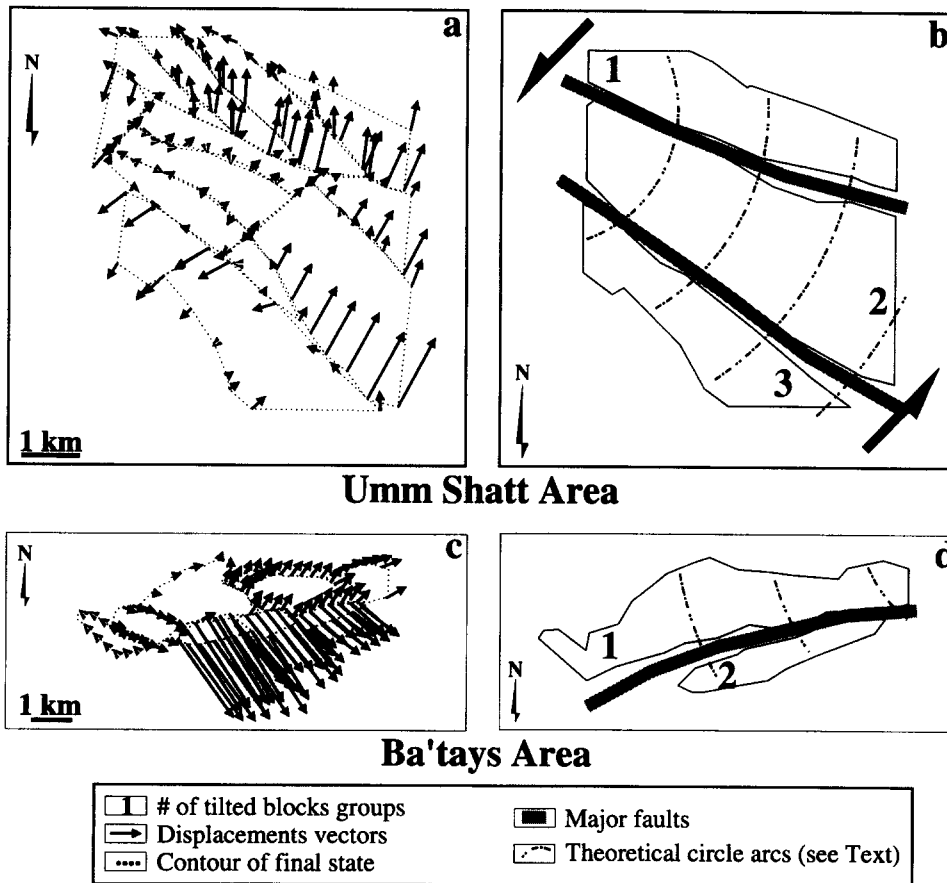 a
N
1 km
b
1
2
3
N
Umm Shatt Area
c
N
1 km
d
1
2
N
Ba'tays Area
1 # of tilted blocks groups
Displacements vectors
Contour of final state
Major faults
Theoretical circle arcs (see Text)